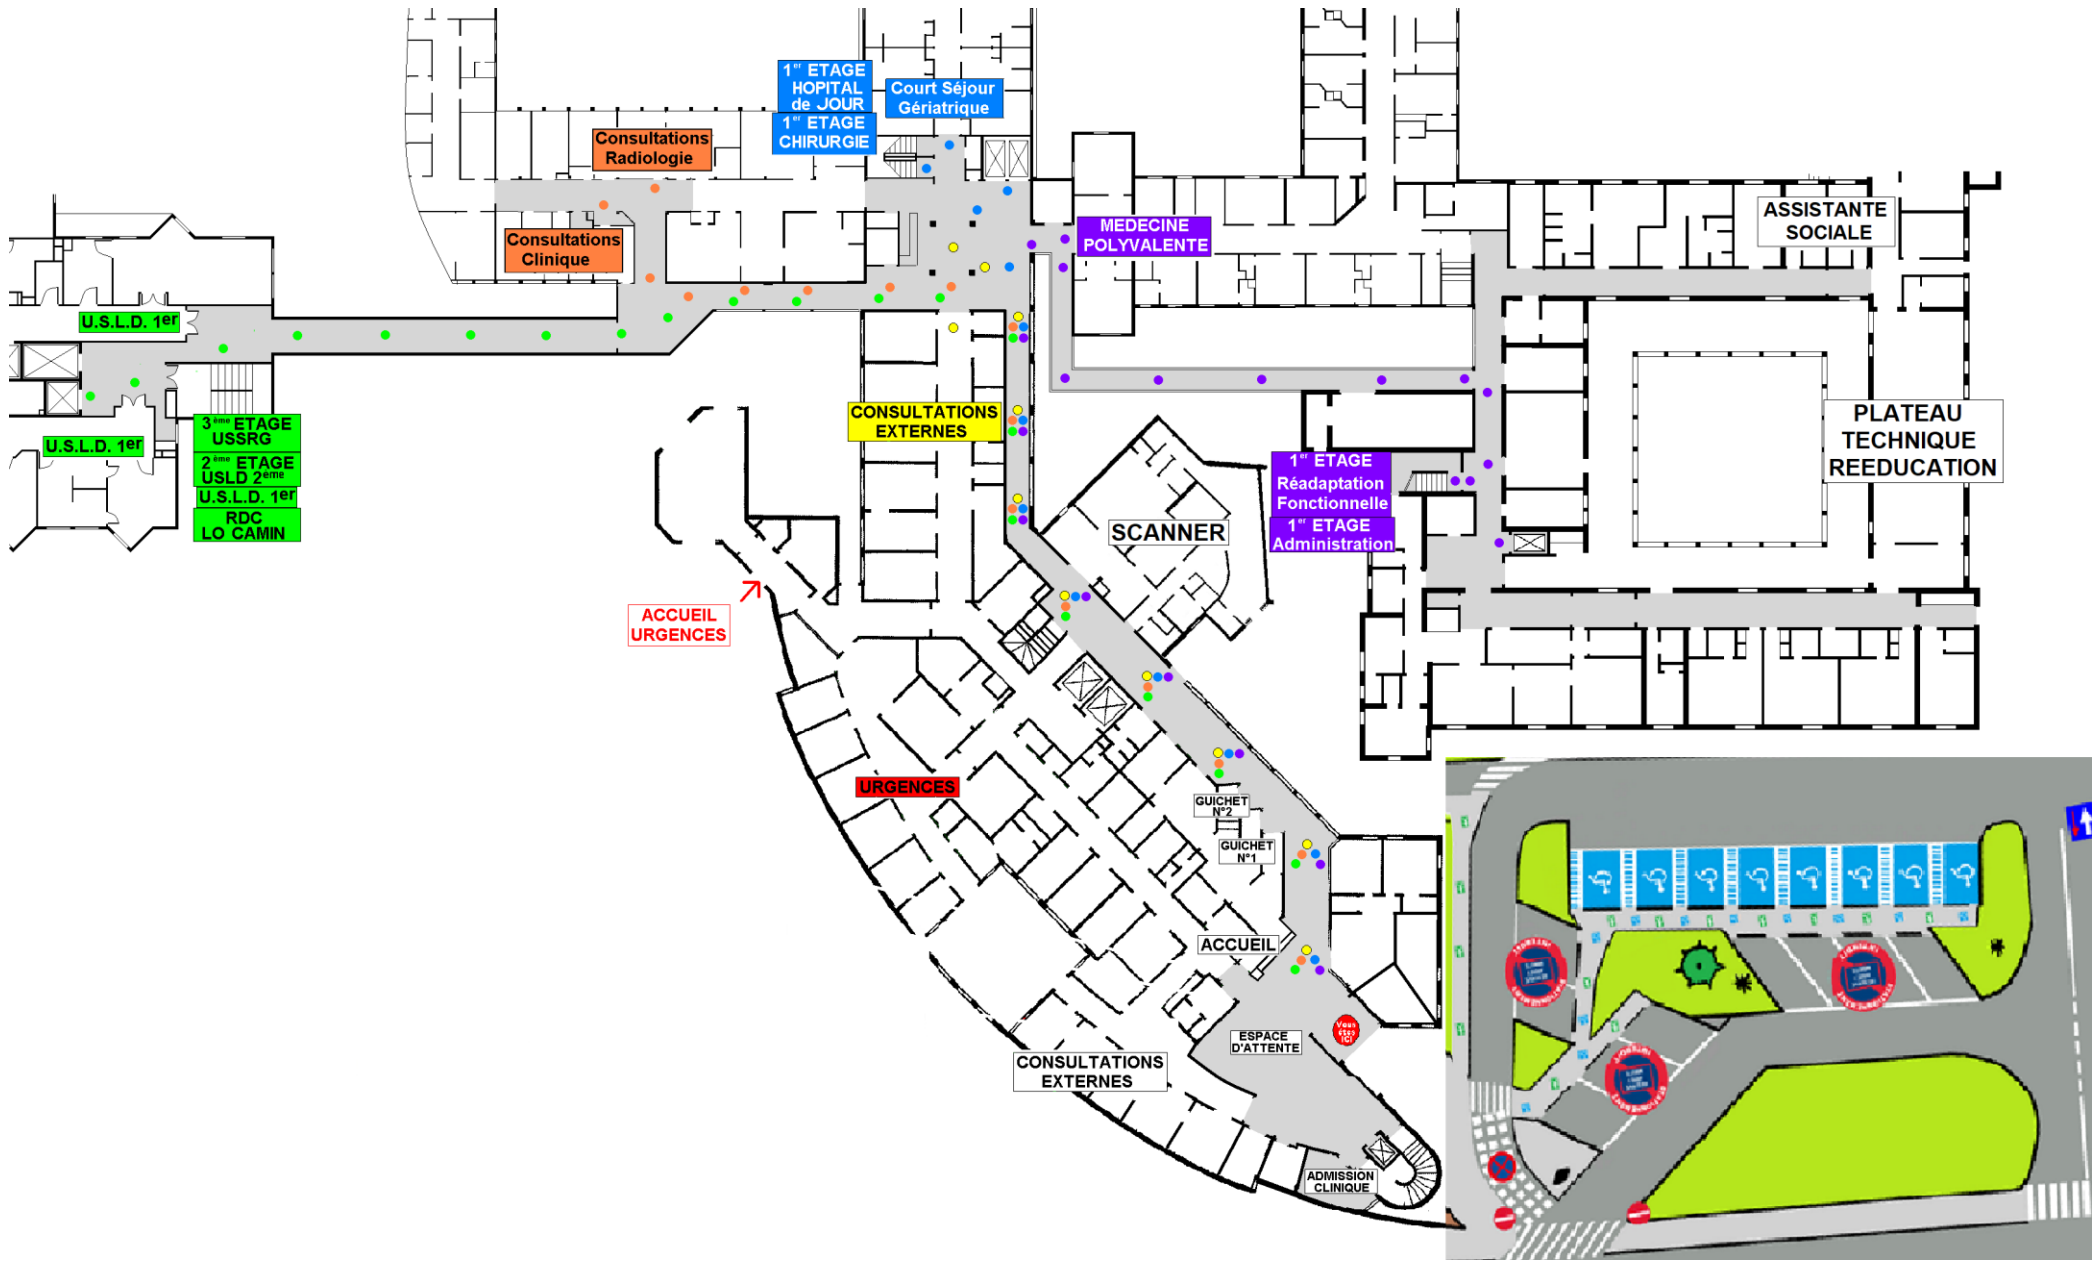 1er ETAGE
HOPITAL
de JOUR
1er ETAGE
CHIRURGIE
Court Séjour
Gériatrique
Consultations
Radiologie
Consultations
Clinique
MEDECINE
POLYVALENTE
ASSISTANTE
SOCIALE
U.S.L.D. 1er
U.S.L.D. 1er
3ème ETAGE
USSRG
2ème ETAGE
USLD 2ème
U.S.L.D. 1er
RDC
LO CAMIN
CONSULTATIONS
EXTERNES
PLATEAU
TECHNIQUE
REEDUCATION
1er ETAGE
Réadaptation
Fonctionnelle
1er ETAGE
Administration
SCANNER
ACCUEIL
URGENCES
URGENCES
GUICHET
N°2
GUICHET
N°1
ACCUEIL
Vous
êtes
ICI
ESPACE
D'ATTENTE
CONSULTATIONS
EXTERNES
ADMISSION
CLINIQUE